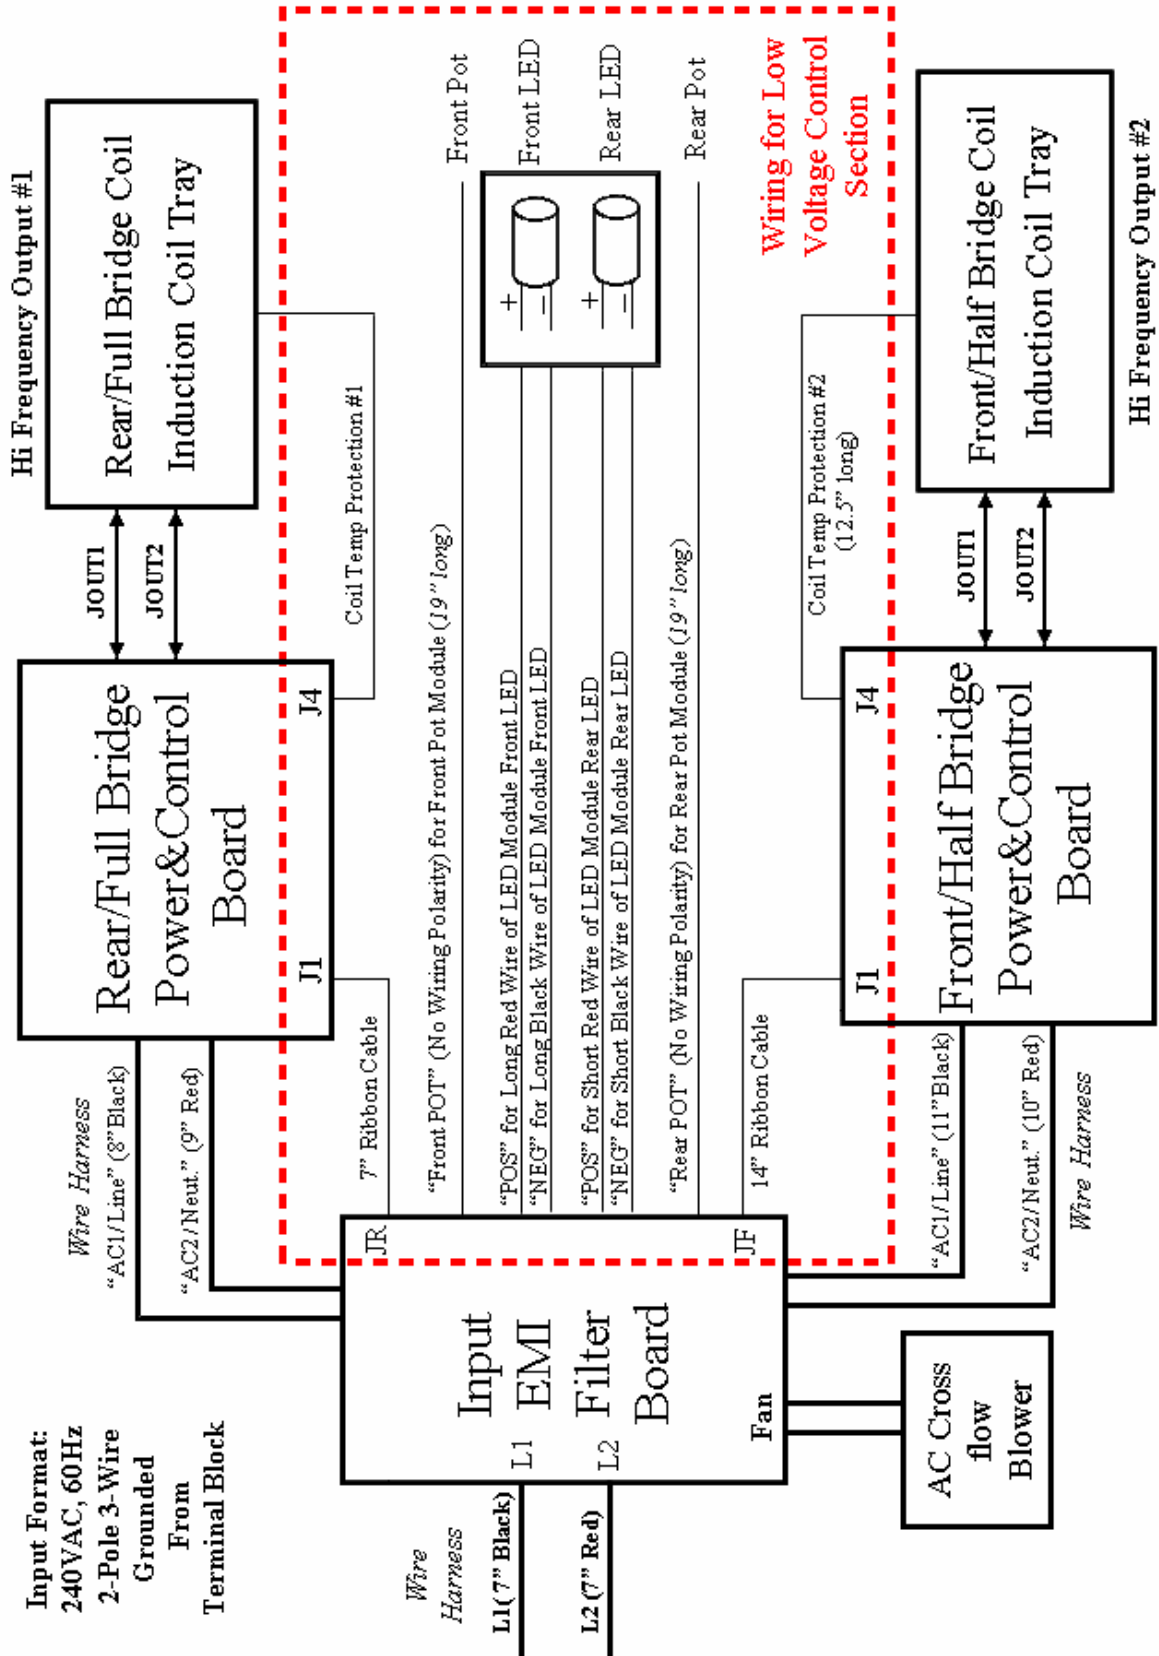 Hi Frequency Output #1
Rear/Full Bridge Coil
Induction Coil Tray
JOUT1
JOUT2
Rear/Full Bridge
Power&Control
Board
J1
J4
Coil Temp Protection #1
Wire Harness
“AC1/Line” (8” Black)
“AC2/Neut.” (9” Red)
7” Ribbon Cable
“Front POT” (No Wiring Polarity) for Front Pot Module (19” long)
Front Pot
“POS” for Long Red Wire of LED Module Front LED
“NEG” for Long Black Wire of LED Module Front LED
+
−
Front LED
“POS” for Short Red Wire of LED Module Rear LED
“NEG” for Short Black Wire of LED Module Rear LED
+
−
Rear LED
“Rear POT” (No Wiring Polarity) for Rear Pot Module (19” long)
Rear Pot
Wiring for Low
Voltage Control
Section
14” Ribbon Cable
Coil Temp Protection #2
(12.5” long)
Input Format:
240VAC, 60Hz
2-Pole 3-Wire
Grounded
From
Terminal Block
Wire
Harness
L1(7” Black)
L2 (7” Red)
JR
JF
Input
EMI
Filter
Board
L1
L2
Fan
AC Cross
flow
Blower
“AC1/Line” (11” Black)
“AC2/Neut.” (10” Red)
Wire Harness
J1
J4
Front/Half Bridge
Power&Control
Board
JOUT1
JOUT2
Front/Half Bridge Coil
Induction Coil Tray
Hi Frequency Output #2